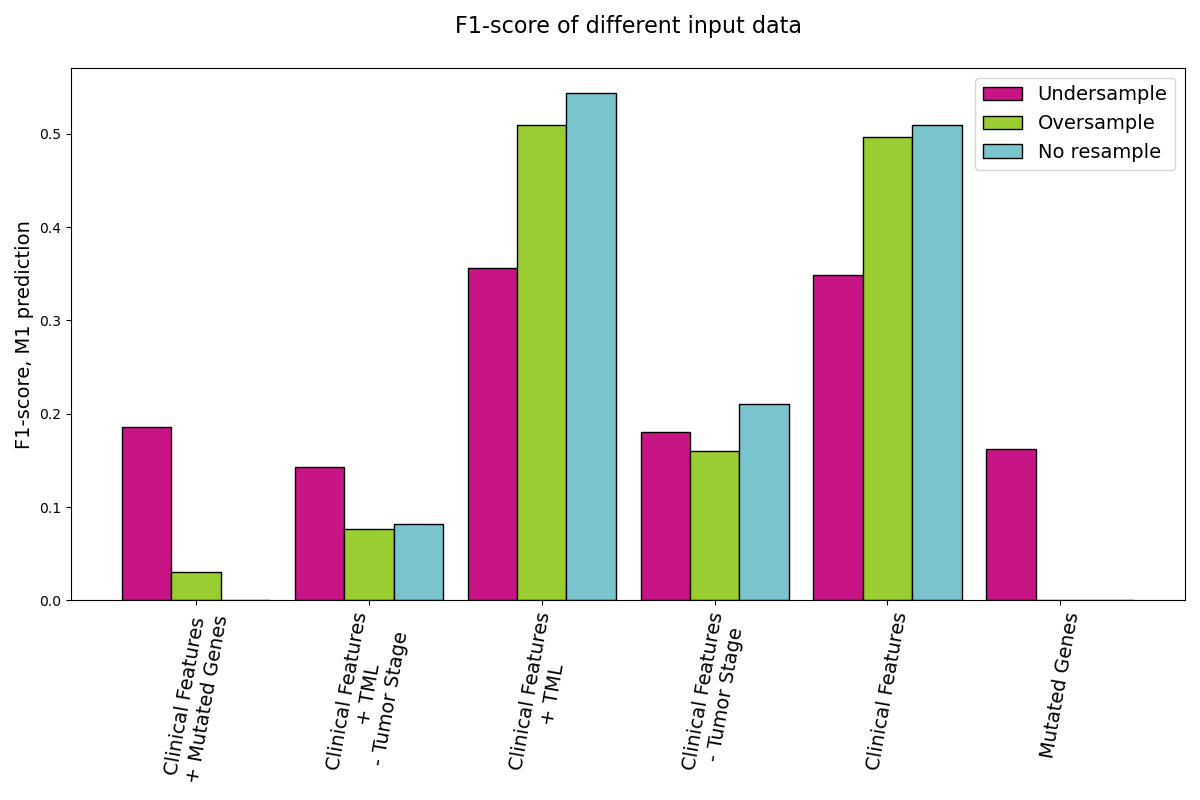 F1-score of different input data
Undersample
Oversample
No resample
F1-score, M1 prediction
0.5
0.4
0.3
0.2
0.1
0.0
Clinical Features
+ Mutated Genes
Clinical Features
+ TML
- Tumor Stage
Clinical Features
+ TML
Clinical Features
- Tumor Stage
Clinical Features
Mutated Genes